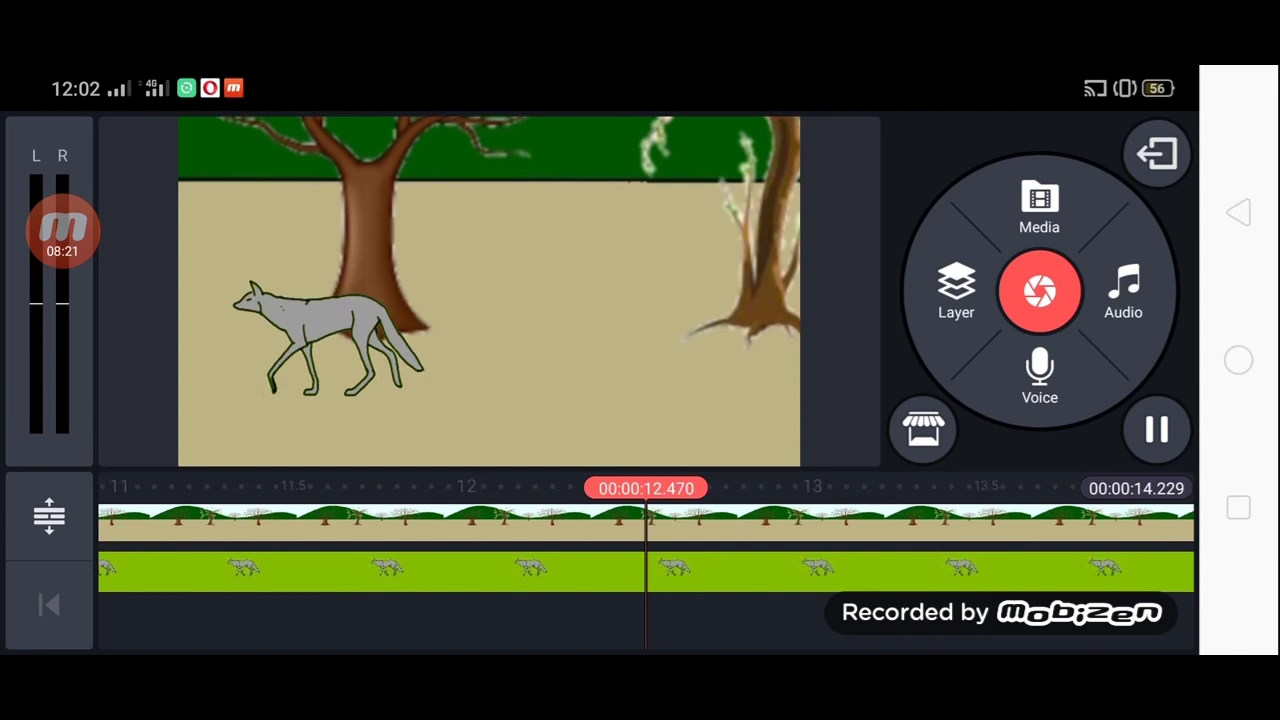 12:02
4G
56
L R
m
08:21
Media
Layer
Audio
Voice
11 11.5 12 00:00:12.470 13 13.5 00:00:14.229
Recorded by mobizen